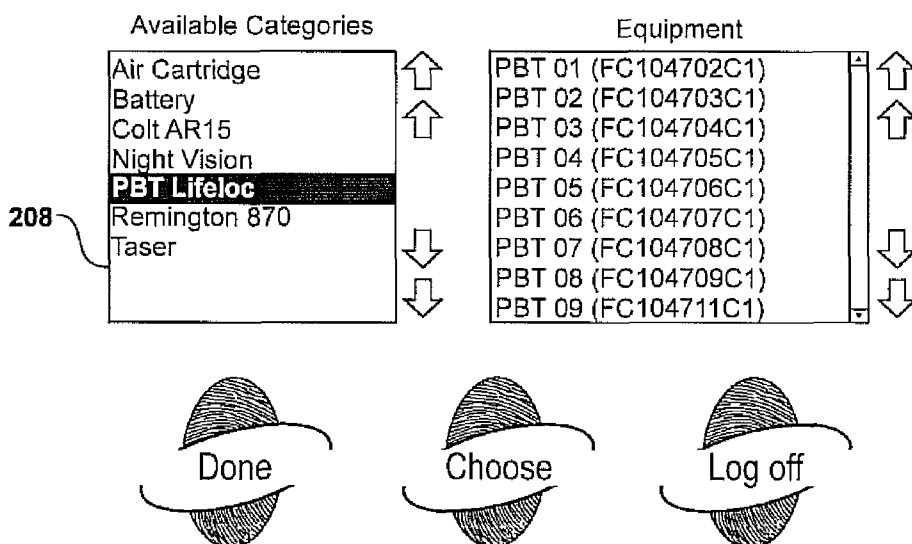 Available Categories
Air Cartridge
Battery
Colt AR15
Night Vision
PBT Lifeloc
Remington 870
Taser
208
Equipment
PBT 01 (FC104702C1)
PBT 02 (FC104703C1)
PBT 03 (FC104704C1)
PBT 04 (FC104705C1)
PBT 05 (FC104706C1)
PBT 06 (FC104707C1)
PBT 07 (FC104708C1)
PBT 08 (FC104709C1)
PBT 09 (FC104711C1)
Done
Choose
Log off